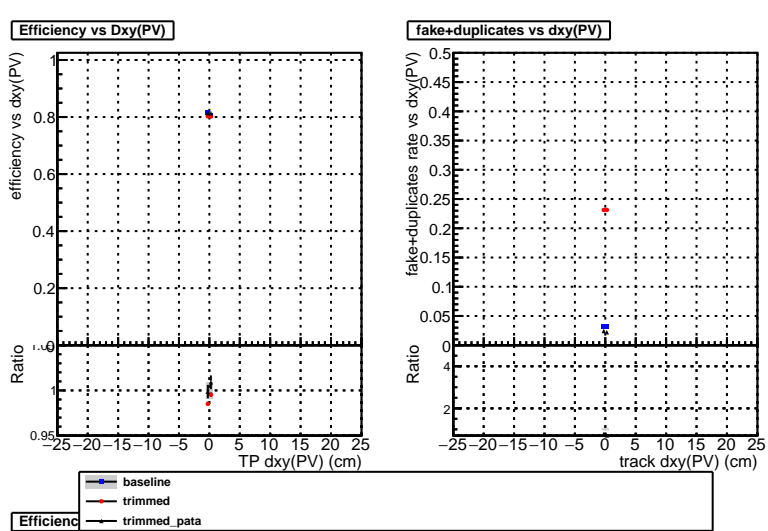 Efficiency vs Dxy(PV)
efficiency vs dxy(PV)
1
0.8
0.6
0.4
0.2
0
Ratio
1
0.95
−25 −20 −15 −10 −5 0 5 10 15 20 25
TP dxy(PV) (cm)
fake+duplicates vs dxy(PV)
fake+duplicates rate vs dxy(PV)
0.5
0.45
0.4
0.35
0.3
0.25
0.2
0.15
0.1
0.05
0
Ratio
4
2
−25 −20 −15 −10 −5 0 5 10 15 20 25
track dxy(PV) (cm)
baseline
trimmed
trimmed_pata
Efficienc